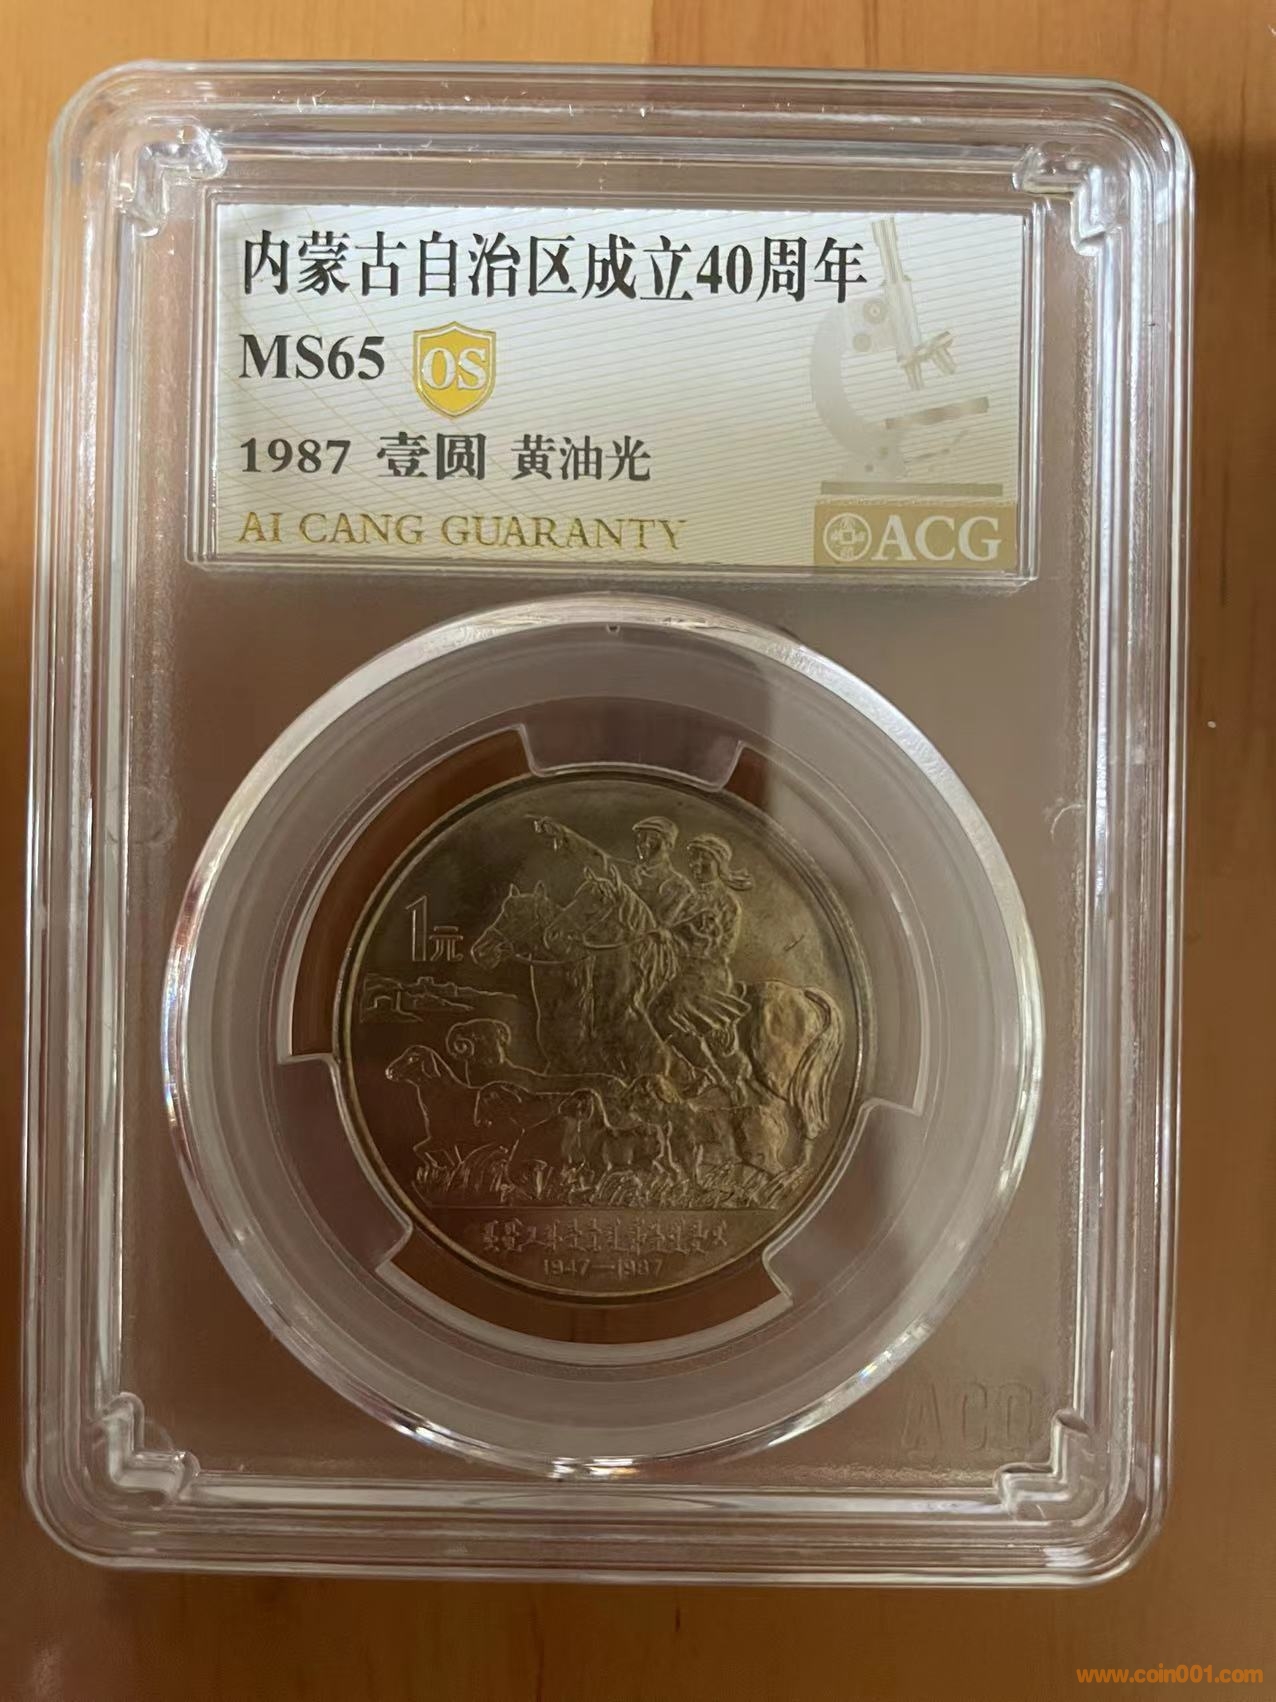 内蒙古自治区成立40周年
MS65 OS
1987 壹圆 黄油光
AI CANG GUARANTY
ACG
1元
1947—1987
ACG
www.coin001.com